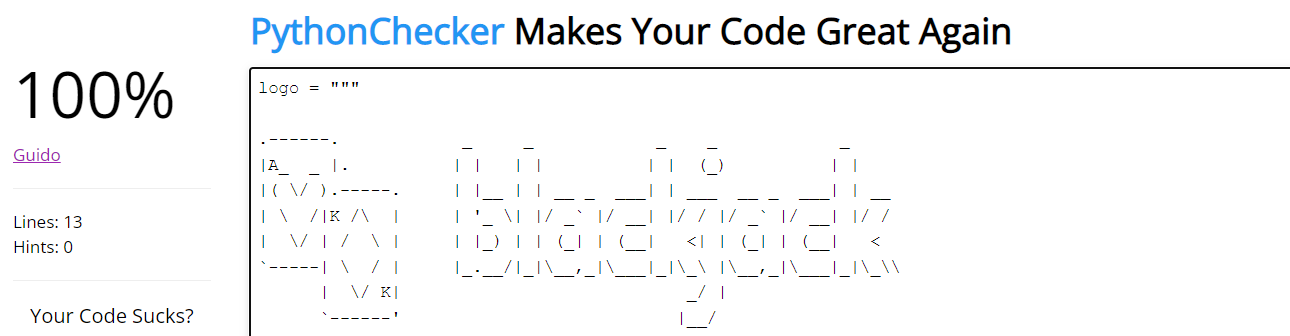 PythonChecker Makes Your Code Great Again
100%
Guido
Lines: 13
Hints: 0
Your Code Sucks?
logo = """
.------.            _     _            _    _            _
|A_  _ |.          | |   | |          | |  (_)          | |
|( \/ ).-----.     | |__ | | __ _  ___| | ___  __ _  ___| | __
| \  /|K /\  |     | '_ \| |/ _` |/ __| |/ / |/ _` |/ __| |/ /
|  \/ | /  \ |     | |_) | | (_| | (__|   <| | (_| | (__|   <
`-----| \  / |     |_.__/|_|\__,_|\___|_|\_\ |\__,_|\___|_|\_\\
      |  \/ K|                            _/ |
      `------'                           |__/